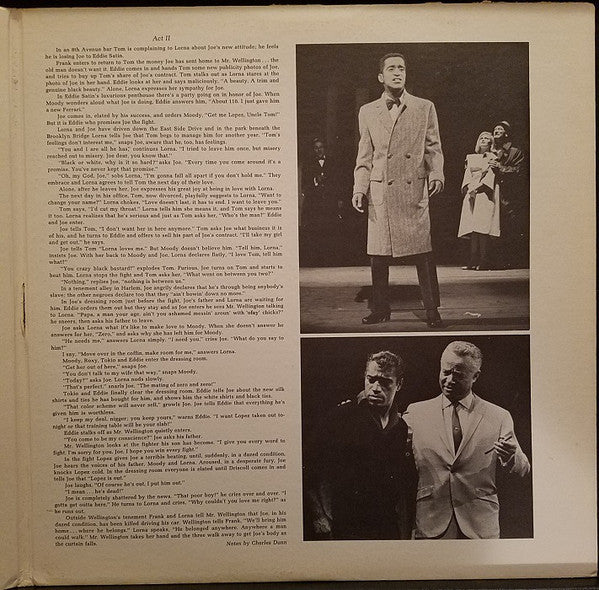 Act II
In an 8th Avenue bar Tom is complaining to Lorna about Joe's new attitude; he feels
he is losing Joe to Eddie Satin.
Frank enters to return to Tom the money Joe has sent home to Mr. Wellington . . . the
old man doesn't want it. Eddie comes in and hands Tom some new publicity photos of Joe,
and tries to buy up Tom's share of Joe's contract. Tom stalks out as Lorna stares at the
photo of Joe in her hand. Eddie looks at her and says maliciously, "A beauty. A trim and
genuine black beauty." Alone, Lorna expresses her sympathy for Joe.
In Eddie Satin's luxurious penthouse there's a party going on in honor of Joe. When
Moody wonders aloud what Joe is doing, Eddie answers him, "About 116. I just gave him
a new Ferrari."
Joe comes in, elated by his success, and orders Moody, "Get me Lopez, Uncle Tom!"
But it is Eddie who promises Joe the fight.
Lorna and Joe have driven down the East Side Drive and in the park beneath the
Brooklyn Bridge Lorna tells Joe that Tom begs to manage him for another year. "Tom's
feelings don't interest me," snaps Joe, aware that he, too, has feelings.
"You and I are all he has," continues Lorna. "I tried to leave him once, but misery
reached out to misery. Joe dear, you know that."
"Black or white, why is it so hard?" asks Joe. "Every time you come around it's a
promise. You've never kept that promise."
"Oh, my God, Joe," sobs Lorna, "I'm gonna fall all apart if you don't hold me." They
embrace and Lorna agrees to tell Tom the next day of their love.
Alone, after he leaves her, Joe expresses his great joy at being in love with Lorna.
The next day in his office, Tom, now divorced, playfully suggests to Lorna, "Want to
change your name?" Lorna chokes, "Love doesn't last, it has to end. I want to leave you."
Tom says, "I'd cut my throat." Lorna tells him she means it, and Tom says he means
it too. Lorna realizes that he's serious and just as Tom asks her, "Who's the man?" Eddie
and Joe enter.
Joe tells Tom, "I don't want her in here anymore." Tom asks Joe what business it is
of his, and he turns to Eddie and offers to sell his part of Joe's contract. "I'll take my girl
and get out," he says.
Joe tells Tom "Lorna loves me." But Moody doesn't believe him. "Tell him, Lorna,"
insists Joe. With her back to Moody and Joe, Lorna declares flatly, "I love Tom, tell him
what?"
"You crazy black bastard!" explodes Tom. Furious, Joe turns on Tom and starts to
beat him. Lorna stops the fight and Tom asks her, "What went on between you two?"
"Nothing," replies Joe, "nothing is between us."
In a tenement alley in Harlem, Joe angrily declares that he's through being anybody's
slave; the other negroes declare too that they "ain't bowin' down no more."
In Joe's dressing room just before the fight, Joe's father and Lorna are waiting for
him. Eddie orders them out but they stay and as Joe enters he sees Mr. Wellington talking
to Lorna. "Papa, a man your age, ain't you ashamed messin' aroun' with 'ofay' chicks?"
he sneers, then asks his father to leave.
Joe asks Lorna what it's like to make love to Moody. When she doesn't answer he
answers for her, "Zero," and asks why she has left him for Moody.
"He needs me," answers Lorna simply. "I need you," cries Joe. "What do you say to
him?"
I say, "Move over in the coffin, make room for me," answers Lorna.
Moody, Roxy, Tokio and Eddie enter the dressing room.
"Get her out of here," snaps Joe.
"You don't talk to my wife that way," snaps Moody.
"Today?" asks Joe. Lorna nods slowly.
"That's perfect," snarls Joe. "The mating of zero and zero!"
Tokio and Eddie finally clear the dressing room. Eddie tells Joe about the new silk
shirts and ties he has bought for him, and shows him the white shirts and black ties.
"That color scheme will never sell," growls Joe. Joe tells Eddie that everything he's
given him is worthless.
"I keep my deal, nigger, you keep yours," warns Eddie. "I want Lopez taken out to-
night or that training table will be your slab!"
Eddie stalks off as Mr. Wellington quietly enters.
"You come to be my conscience?" Joe asks his father.
Mr. Wellington looks at the fighter his son has become. "I give you every word to
fight. I'm sorry for you, Joe. I hope you win every fight."
In the fight Lopez gives Joe a terrible beating, until, suddenly, in a dazed condition,
Joe hears the voices of his father, Moody and Lorna. Aroused, in a desperate fury, Joe
knocks Lopez cold. In the dressing room everyone is elated until Driscoll comes in and
tells Joe that "Lopez is out."
Joe laughs, "Of course he's out, I put him out."
"I mean . . . he's dead!"
Joe is completely shattered by the news. "That poor boy!" he cries over and over. "I
gotta get outta here," He turns to Lorna and cries, "Why couldn't you love me right?" as
he runs out.
Outside Wellington's tenement Frank and Lorna tell Mr. Wellington that Joe, in his
dazed condition, has been killed driving his car. Wellington tells Frank, "We'll bring him
home . . . where he belongs." Lorna speaks, "He belonged anywhere. Anywhere a man
could walk." Mr. Wellington takes her hand and the three walk away to get Joe's body as
the curtain falls.
Notes by Charles Dunn